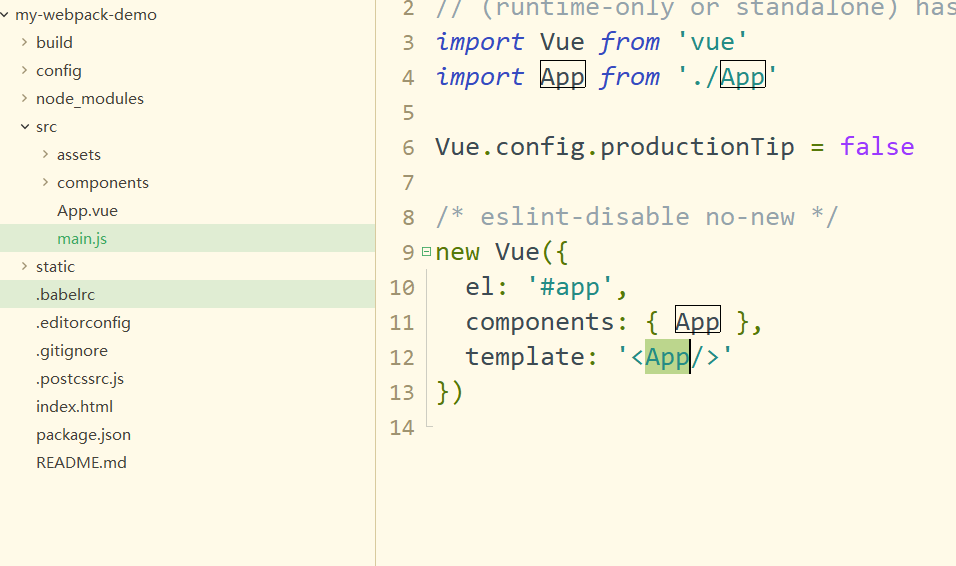 my-webpack-demo
build
config
node_modules
src
assets
components
App.vue
main.js
static
.babelrc
.editorconfig
.gitignore
.postcssrc.js
index.html
package.json
README.md
2 // (runtime-only or standalone) has
3 import Vue from 'vue'
4 import App from './App'
5
6 Vue.config.productionTip = false
7
8 /* eslint-disable no-new */
9 new Vue({
10 el: '#app',
11 components: { App },
12 template: '<App/>'
13 })
14